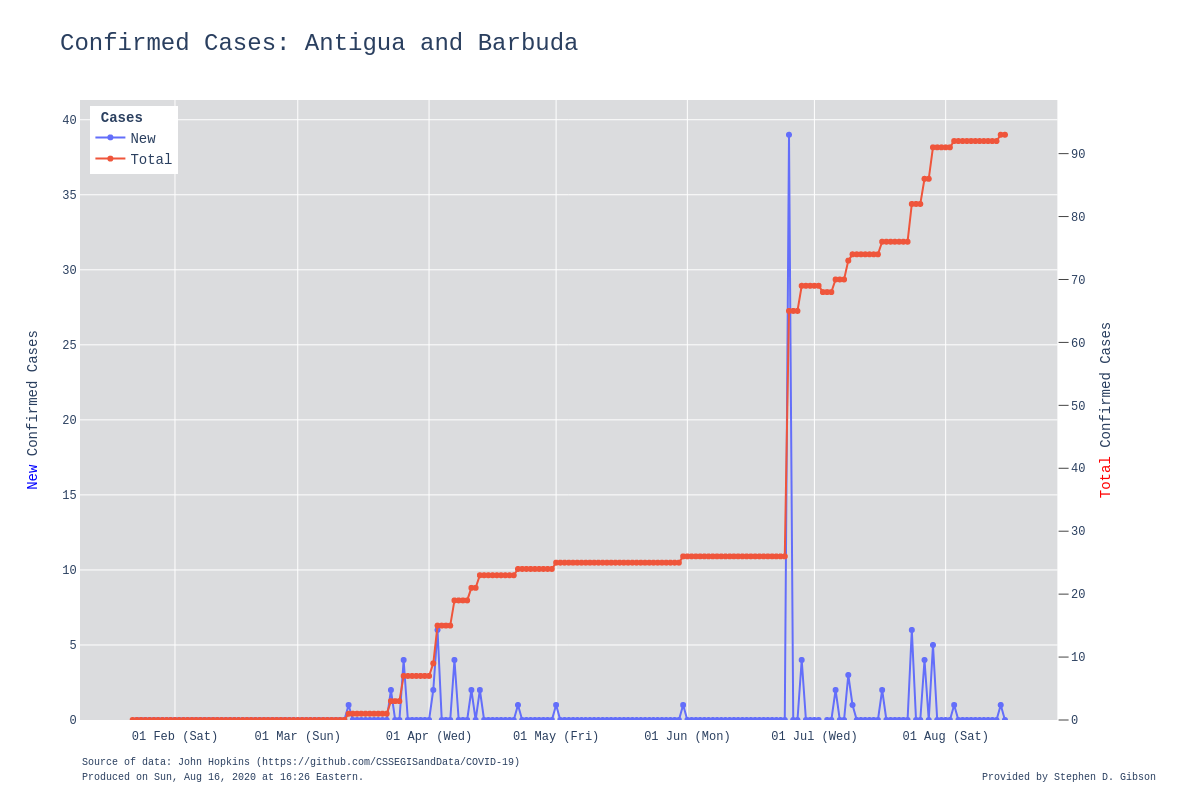 Confirmed Cases: Antigua and Barbuda
Cases
New
Total
40
35
30
25
20
15
10
5
0
New Confirmed Cases
90
80
70
60
50
40
30
20
10
0
Total Confirmed Cases
01 Feb (Sat)
01 Mar (Sun)
01 Apr (Wed)
01 May (Fri)
01 Jun (Mon)
01 Jul (Wed)
01 Aug (Sat)
Source of data: John Hopkins (https://github.com/CSSEGISandData/COVID-19)
Produced on Sun, Aug 16, 2020 at 16:26 Eastern.
Provided by Stephen D. Gibson